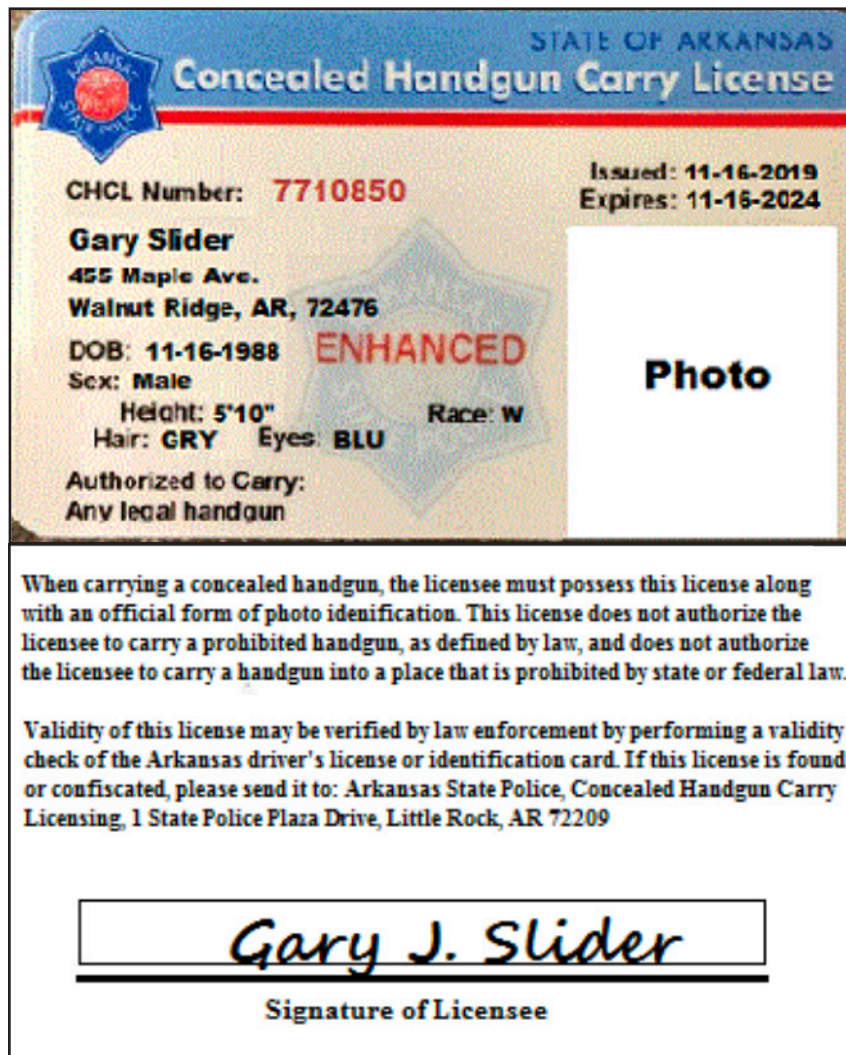 STATE OF ARKANSAS
Concealed Handgun Carry License
ARKANSAS
STATE POLICE
Issued: 11-16-2019
CHCL Number: 7710850
Expires: 11-16-2024
Gary Slider
455 Maple Ave.
Walnut Ridge, AR, 72476
DOB: 11-16-1988
ENHANCED
Sex: Male
Photo
Height: 5'10" Race: W
Hair: GRY Eyes: BLU
Authorized to Carry:
Any legal handgun
When carrying a concealed handgun, the licensee must possess this license along
with an official form of photo idenification. This license does not authorize the
licensee to carry a prohibited handgun, as defined by law, and does not authorize
the licensee to carry a handgun into a place that is prohibited by state or federal law.
Validity of this license may be verified by law enforcement by performing a validity
check of the Arkansas driver's license or identification card. If this license is found
or confiscated, please send it to: Arkansas State Police, Concealed Handgun Carry
Licensing, 1 State Police Plaza Drive, Little Rock, AR 72209
Gary J. Slider
Signature of Licensee